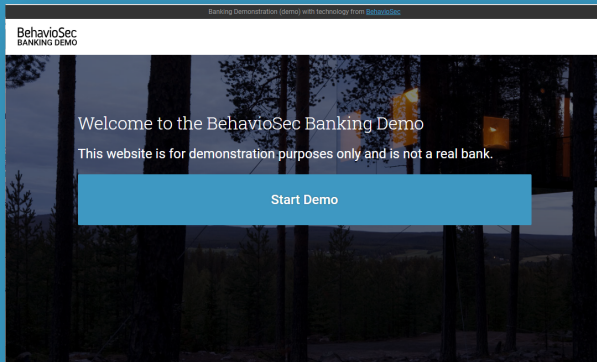 Banking Demonstration (demo) with technology from BehavioSec
BehavioSec
BANKING DEMO
Welcome to the BehavioSec Banking Demo
This website is for demonstration purposes only and is not a real bank.
Start Demo